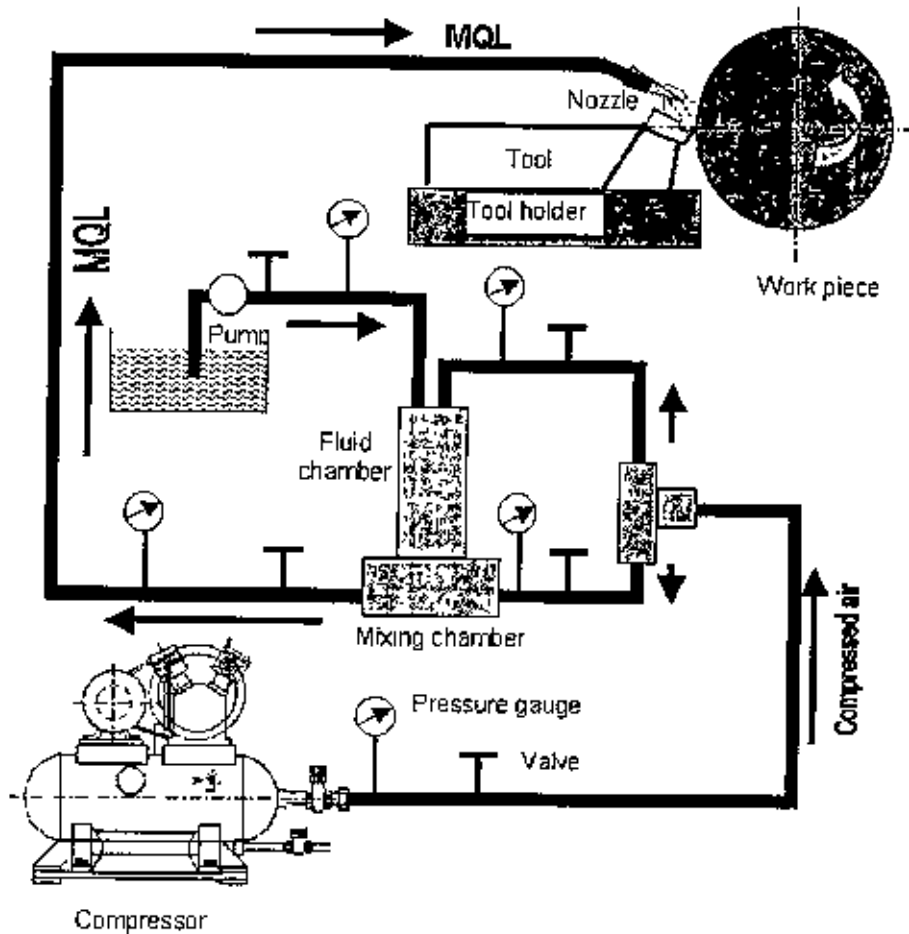 MQL
Nozzle
Tool
Tool holder
Work piece
MQL
Pump
Fluid
chamber
Mixing chamber
Compressed air
Pressure gauge
Valve
Compressor